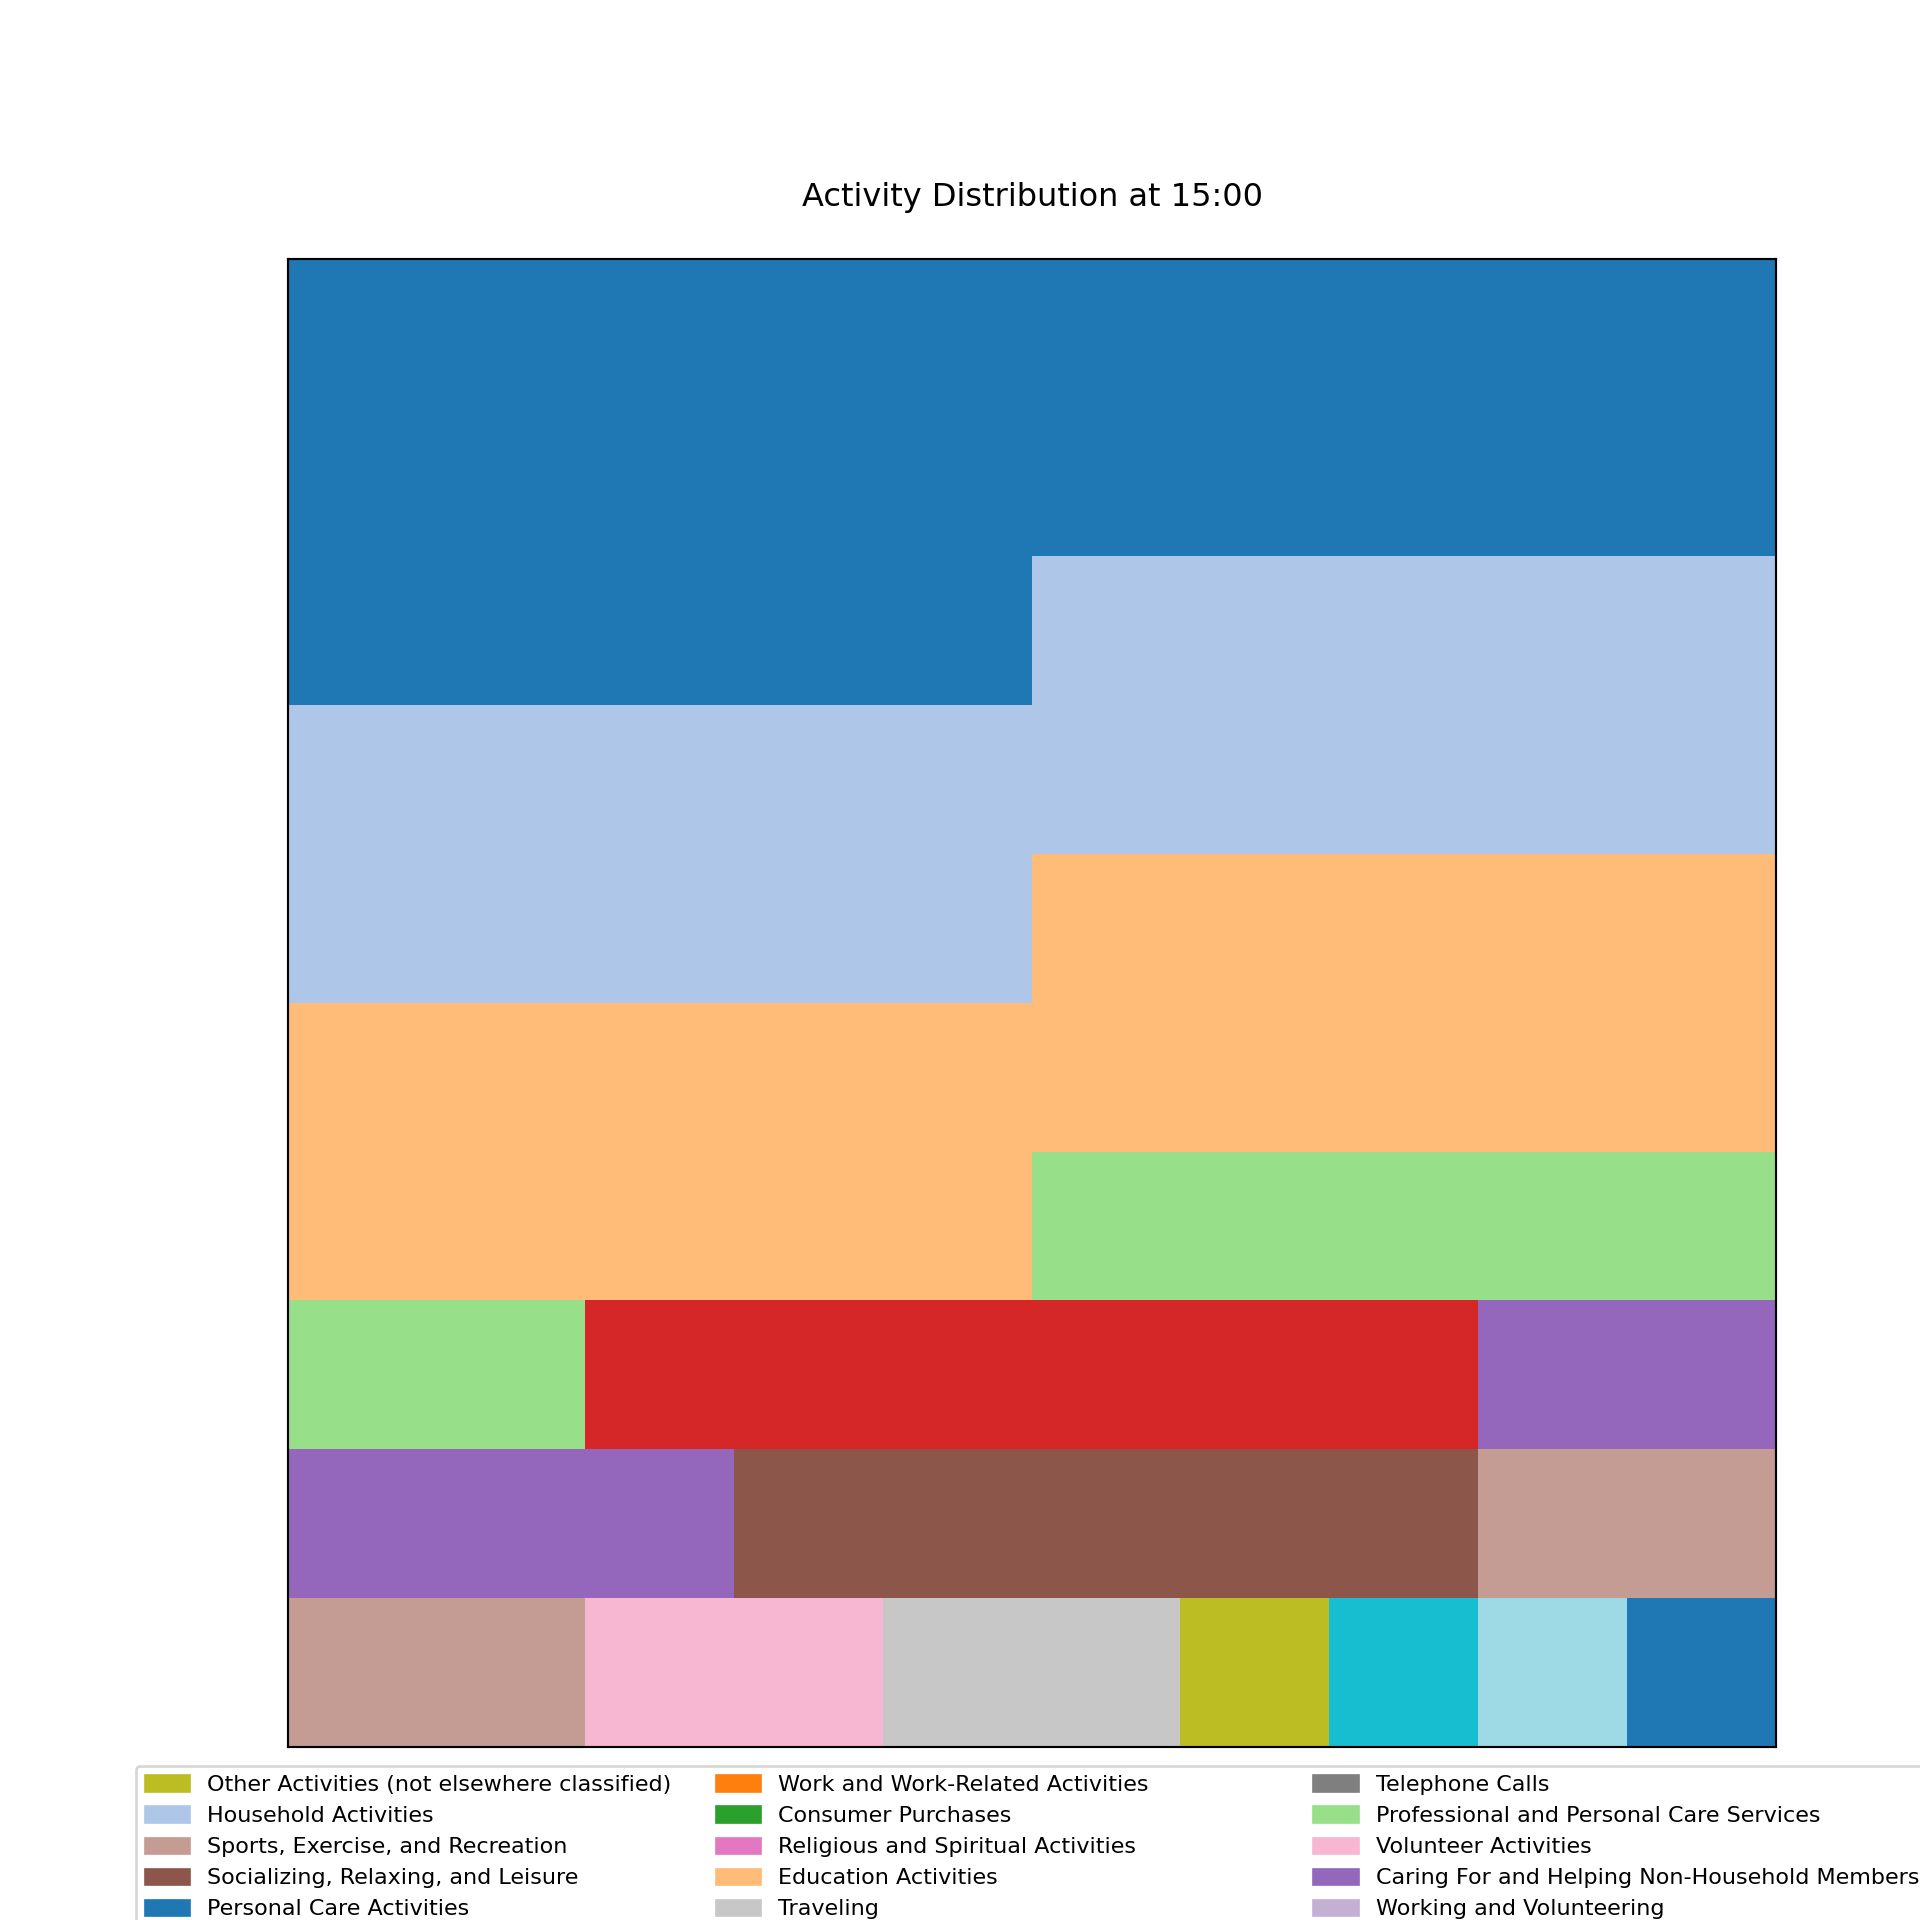 Activity Distribution at 15:00
Other Activities (not elsewhere classified)
Household Activities
Sports, Exercise, and Recreation
Socializing, Relaxing, and Leisure
Personal Care Activities
Work and Work-Related Activities
Consumer Purchases
Religious and Spiritual Activities
Education Activities
Traveling
Telephone Calls
Professional and Personal Care Services
Volunteer Activities
Caring For and Helping Non-Household Members
Working and Volunteering